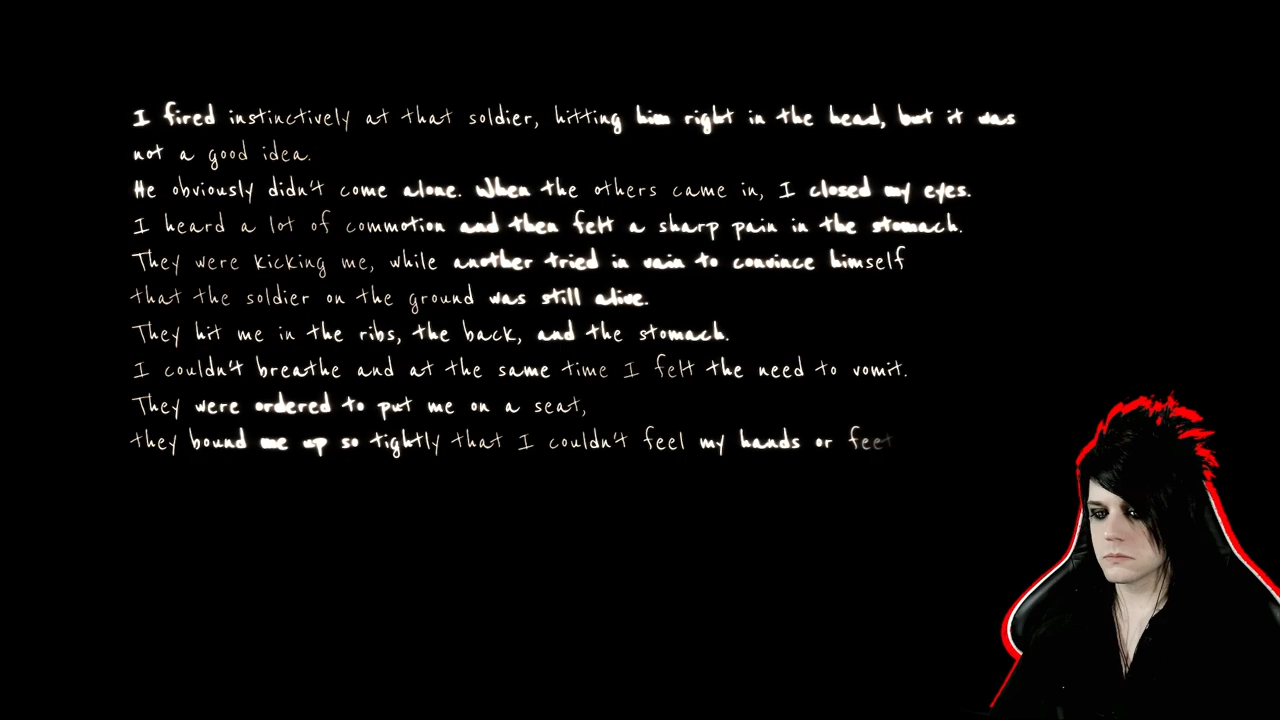 I fired instinctively at that soldier, hitting him right in the head, but it was
not a good idea.
He obviously didn't come alone. When the others came in, I closed my eyes.
I heard a lot of commotion and then felt a sharp pain in the stomach.
They were kicking me, while another tried in vain to convince himself
that the soldier on the ground was still alive.
They hit me in the ribs, the back, and the stomach.
I couldn't breathe and at the same time I felt the need to vomit.
They were ordered to put me on a seat,
they bound me up so tightly that I couldn't feel my hands or feet